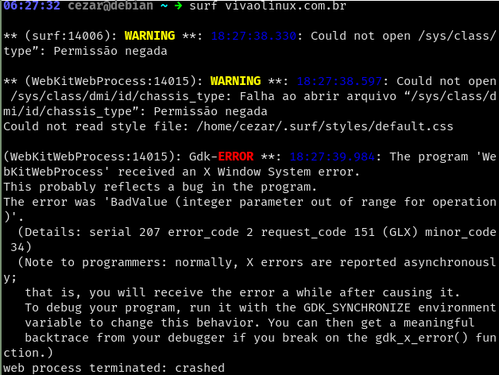 06:27:32 cezar@debian ~ → surf vivaolinux.com.br
** (surf:14006): WARNING **: 18:27:38.330: Could not open /sys/class/
type”: Permissão negada
** (WebKitWebProcess:14015): WARNING **: 18:27:38.597: Could not open
/sys/class/dmi/id/chassis_type: Falha ao abrir arquivo “/sys/class/d
mi/id/chassis_type”: Permissão negada
Could not read style file: /home/cezar/.surf/styles/default.css
(WebKitWebProcess:14015): Gdk-ERROR **: 18:27:39.984: The program 'We
bKitWebProcess' received an X Window System error.
This probably reflects a bug in the program.
The error was 'BadValue (integer parameter out of range for operation
)'.
(Details: serial 207 error_code 2 request_code 151 (GLX) minor_code
34)
(Note to programmers: normally, X errors are reported asynchronousl
y;
that is, you will receive the error a while after causing it.
To debug your program, run it with the GDK_SYNCHRONIZE environment
variable to change this behavior. You can then get a meaningful
backtrace from your debugger if you break on the gdk_x_error() fun
ction.)
web process terminated: crashed